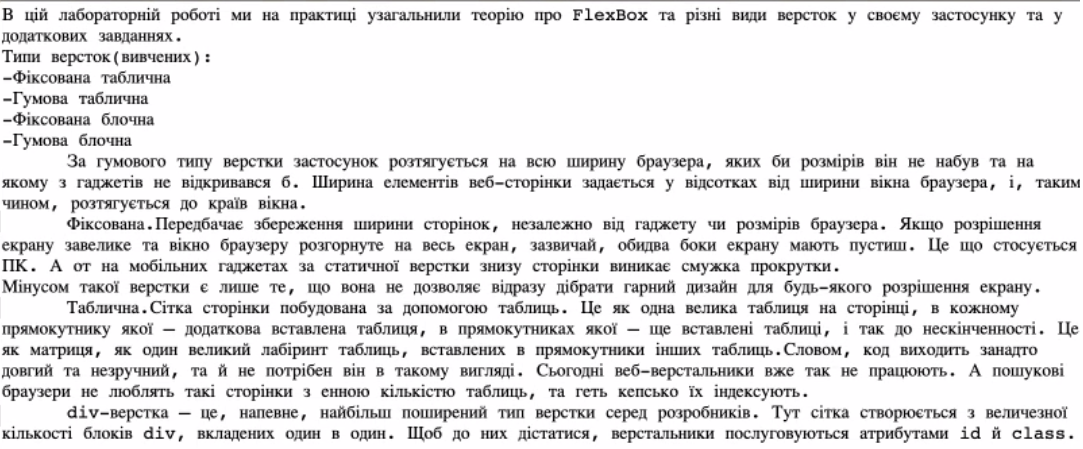 В цій лабораторній роботі ми на практиці узагальнили теорію про FlexBox та різні види версток у своєму застосунку та у
додаткових завданнях.
Типи версток(вивчених):
–Фіксована таблична
–Гумова таблична
–Фіксована блочна
–Гумова блочна
За гумового типу верстки застосунок розтягується на всю ширину браузера, яких би розмірів він не набув та на
якому з гаджетів не відкривався б. Ширина елементів веб-сторінки задається у відсотках від ширини вікна браузера, і, таким
чином, розтягується до країв вікна.
Фіксована.Передбачає збереження ширини сторінок, незалежно від гаджету чи розмірів браузера. Якщо розрішення
екрану завелике та вікно браузеру розгорнуте на весь екран, зазвичай, обидва боки екрану мають пустиш. Це що стосується
ПК. А от на мобільних гаджетах за статичної верстки знизу сторінки виникає смужка прокрутки.
Мінусом такої верстки є лише те, що вона не дозволяє відразу дібрати гарний дизайн для будь-якого розрішення екрану.
Таблична.Сітка сторінки побудована за допомогою таблиць. Це як одна велика таблиця на сторінці, в кожному
прямокутнику якої – додаткова вставлена таблиця, в прямокутниках якої – ще вставлені таблиці, і так до нескінченності. Це
як матриця, як один великий лабіринт таблиць, вставлених в прямокутники інших таблиць.Словом, код виходить занадто
довгий та незручний, та й не потрібен він в такому вигляді. Сьогодні веб-верстальники вже так не працюють. А пошукові
браузери не люблять такі сторінки з енною кількістю таблиць, та геть кепсько їх індексують.
div-верстка – це, напевне, найбільш поширений тип верстки серед розробників. Тут сітка створюється з величезної
кількості блоків div, вкладених один в один. Щоб до них дістатися, верстальники послуговуються атрибутами id й class.